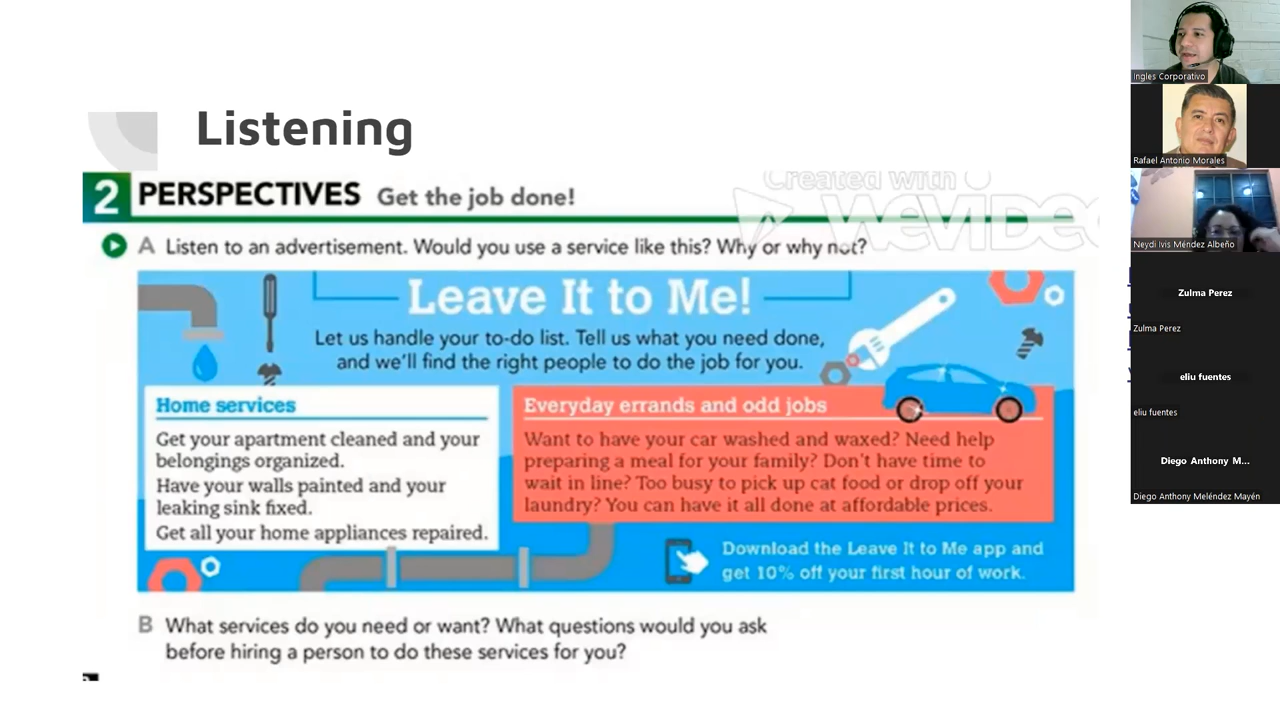 Listening
2 PERSPECTIVES Get the job done!
Created with
WeVideo
A Listen to an advertisement. Would you use a service like this? Why or why not?
Leave It to Me!
Let us handle your to-do list. Tell us what you need done,
and we'll find the right people to do the job for you.
Home services
Get your apartment cleaned and your
belongings organized.
Have your walls painted and your
leaking sink fixed.
Get all your home appliances repaired.
Everyday errands and odd jobs
Want to have your car washed and waxed? Need help
preparing a meal for your family? Don't have time to
wait in line? Too busy to pick up cat food or drop off your
laundry? You can have it all done at affordable prices.
Download the Leave It to Me app and
get 10% off your first hour of work.
B What services do you need or want? What questions would you ask
before hiring a person to do these services for you?
Ingles Corporativo
Rafael Antonio Morales
Neydi Ivis Méndez Albeño
Zulma Perez
Zulma Perez
eliu fuentes
eliu fuentes
Diego Anthony M...
Diego Anthony Meléndez Mayén